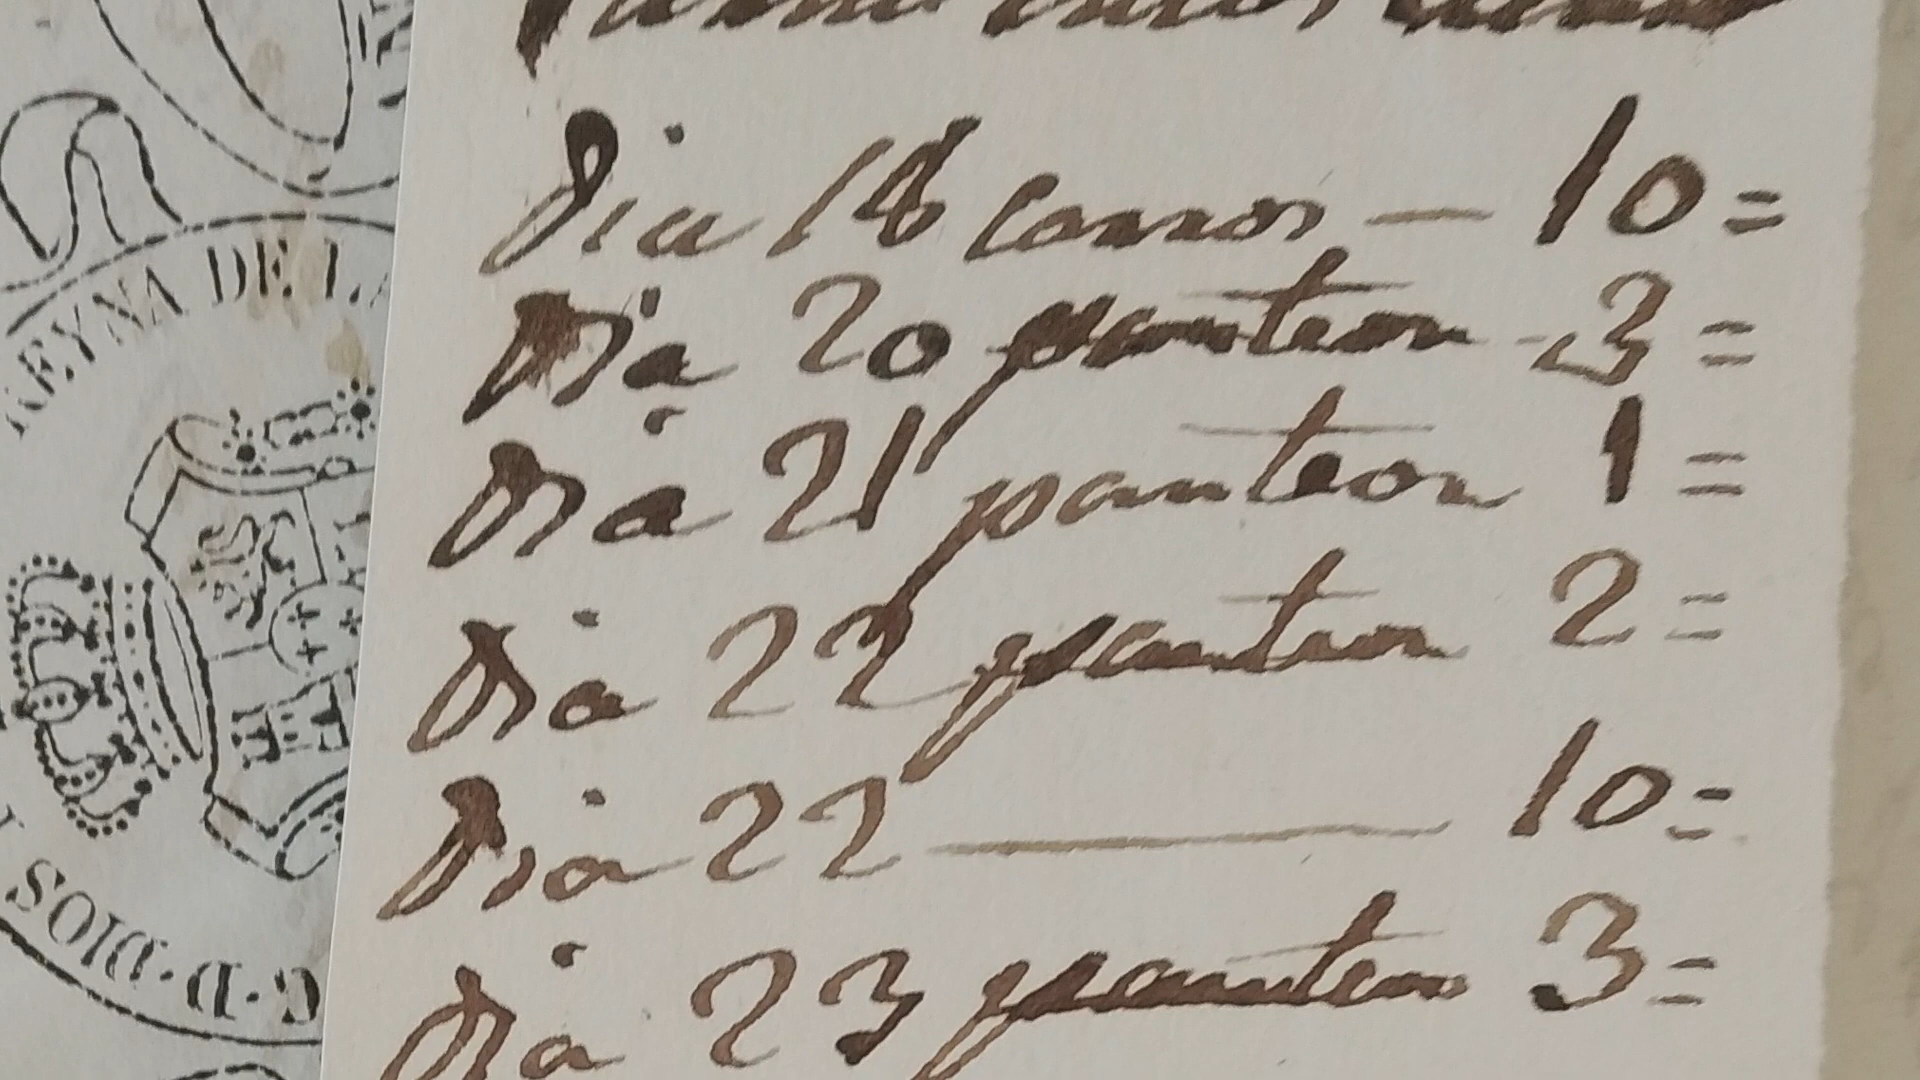 Dia 18 carros — 10 =
Dia 20 panteon - 3 =
Dia 21 panteon 1 =
Dia 22 panteon 2 =
Dia 22 — 10 =
Dia 23 panteon 3 =
REYNA DE LA
G·D·DIOS